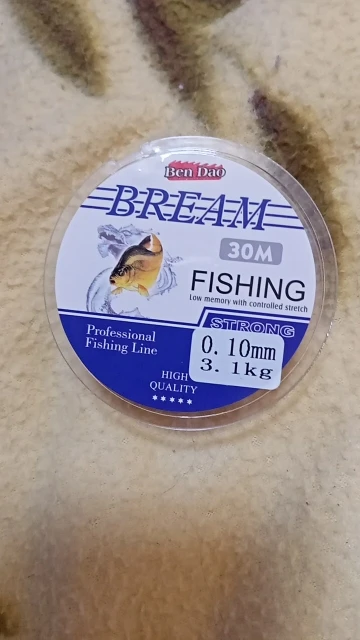 Ben Dao
BREAM
30M
FISHING
Low memory with controlled stretch
STRONG
Professional
Fishing Line
0.10mm
3.1kg
HIGH
QUALITY
★★★★★